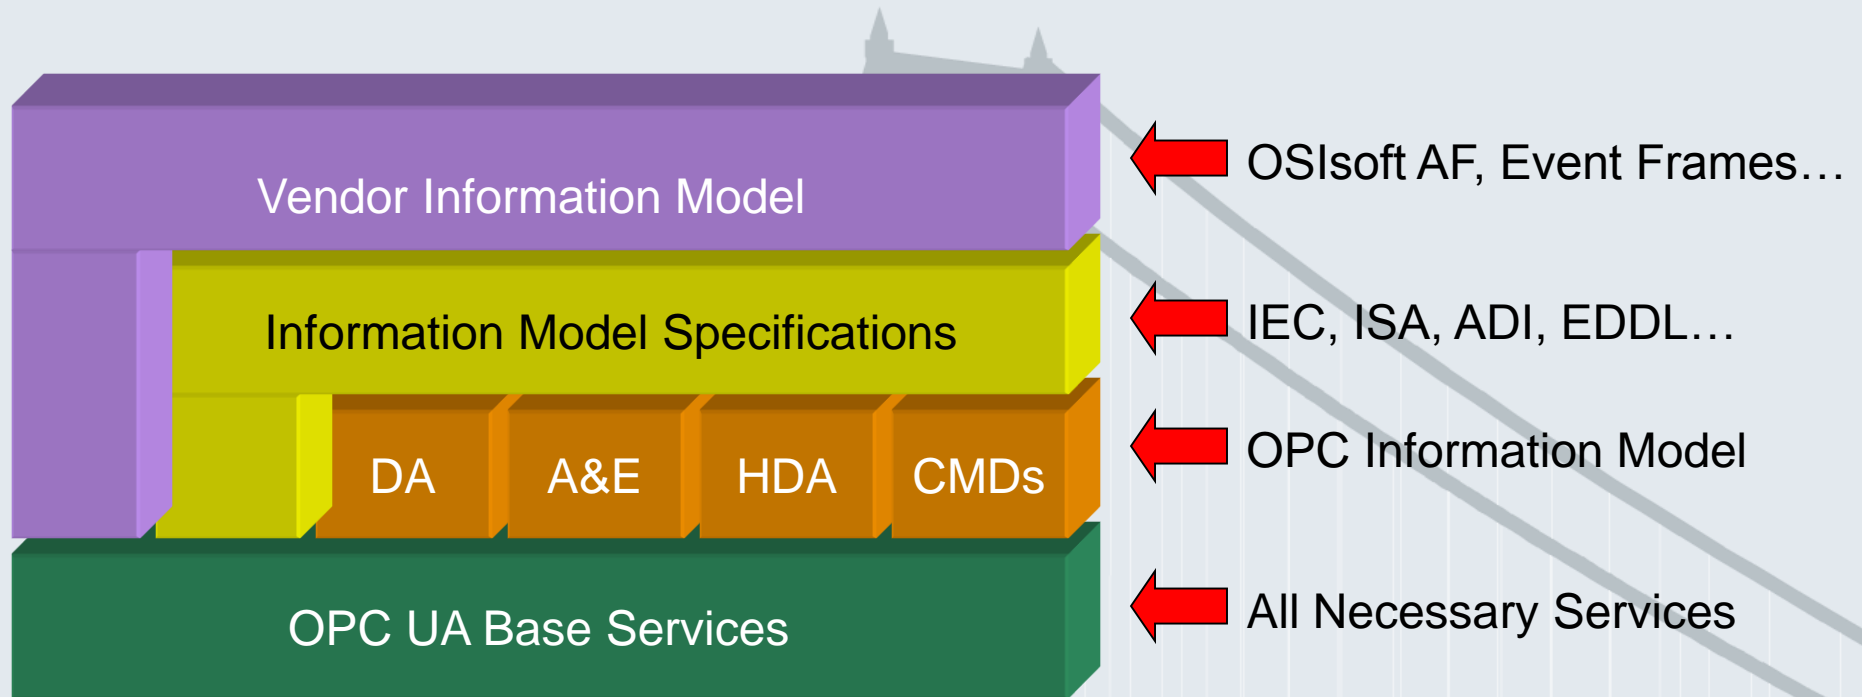 Vendor Information Model
OSIsoft AF, Event Frames…
Information Model Specifications
IEC, ISA, ADI, EDDL…
DA
A&E
HDA
CMDs
OPC Information Model
OPC UA Base Services
All Necessary Services